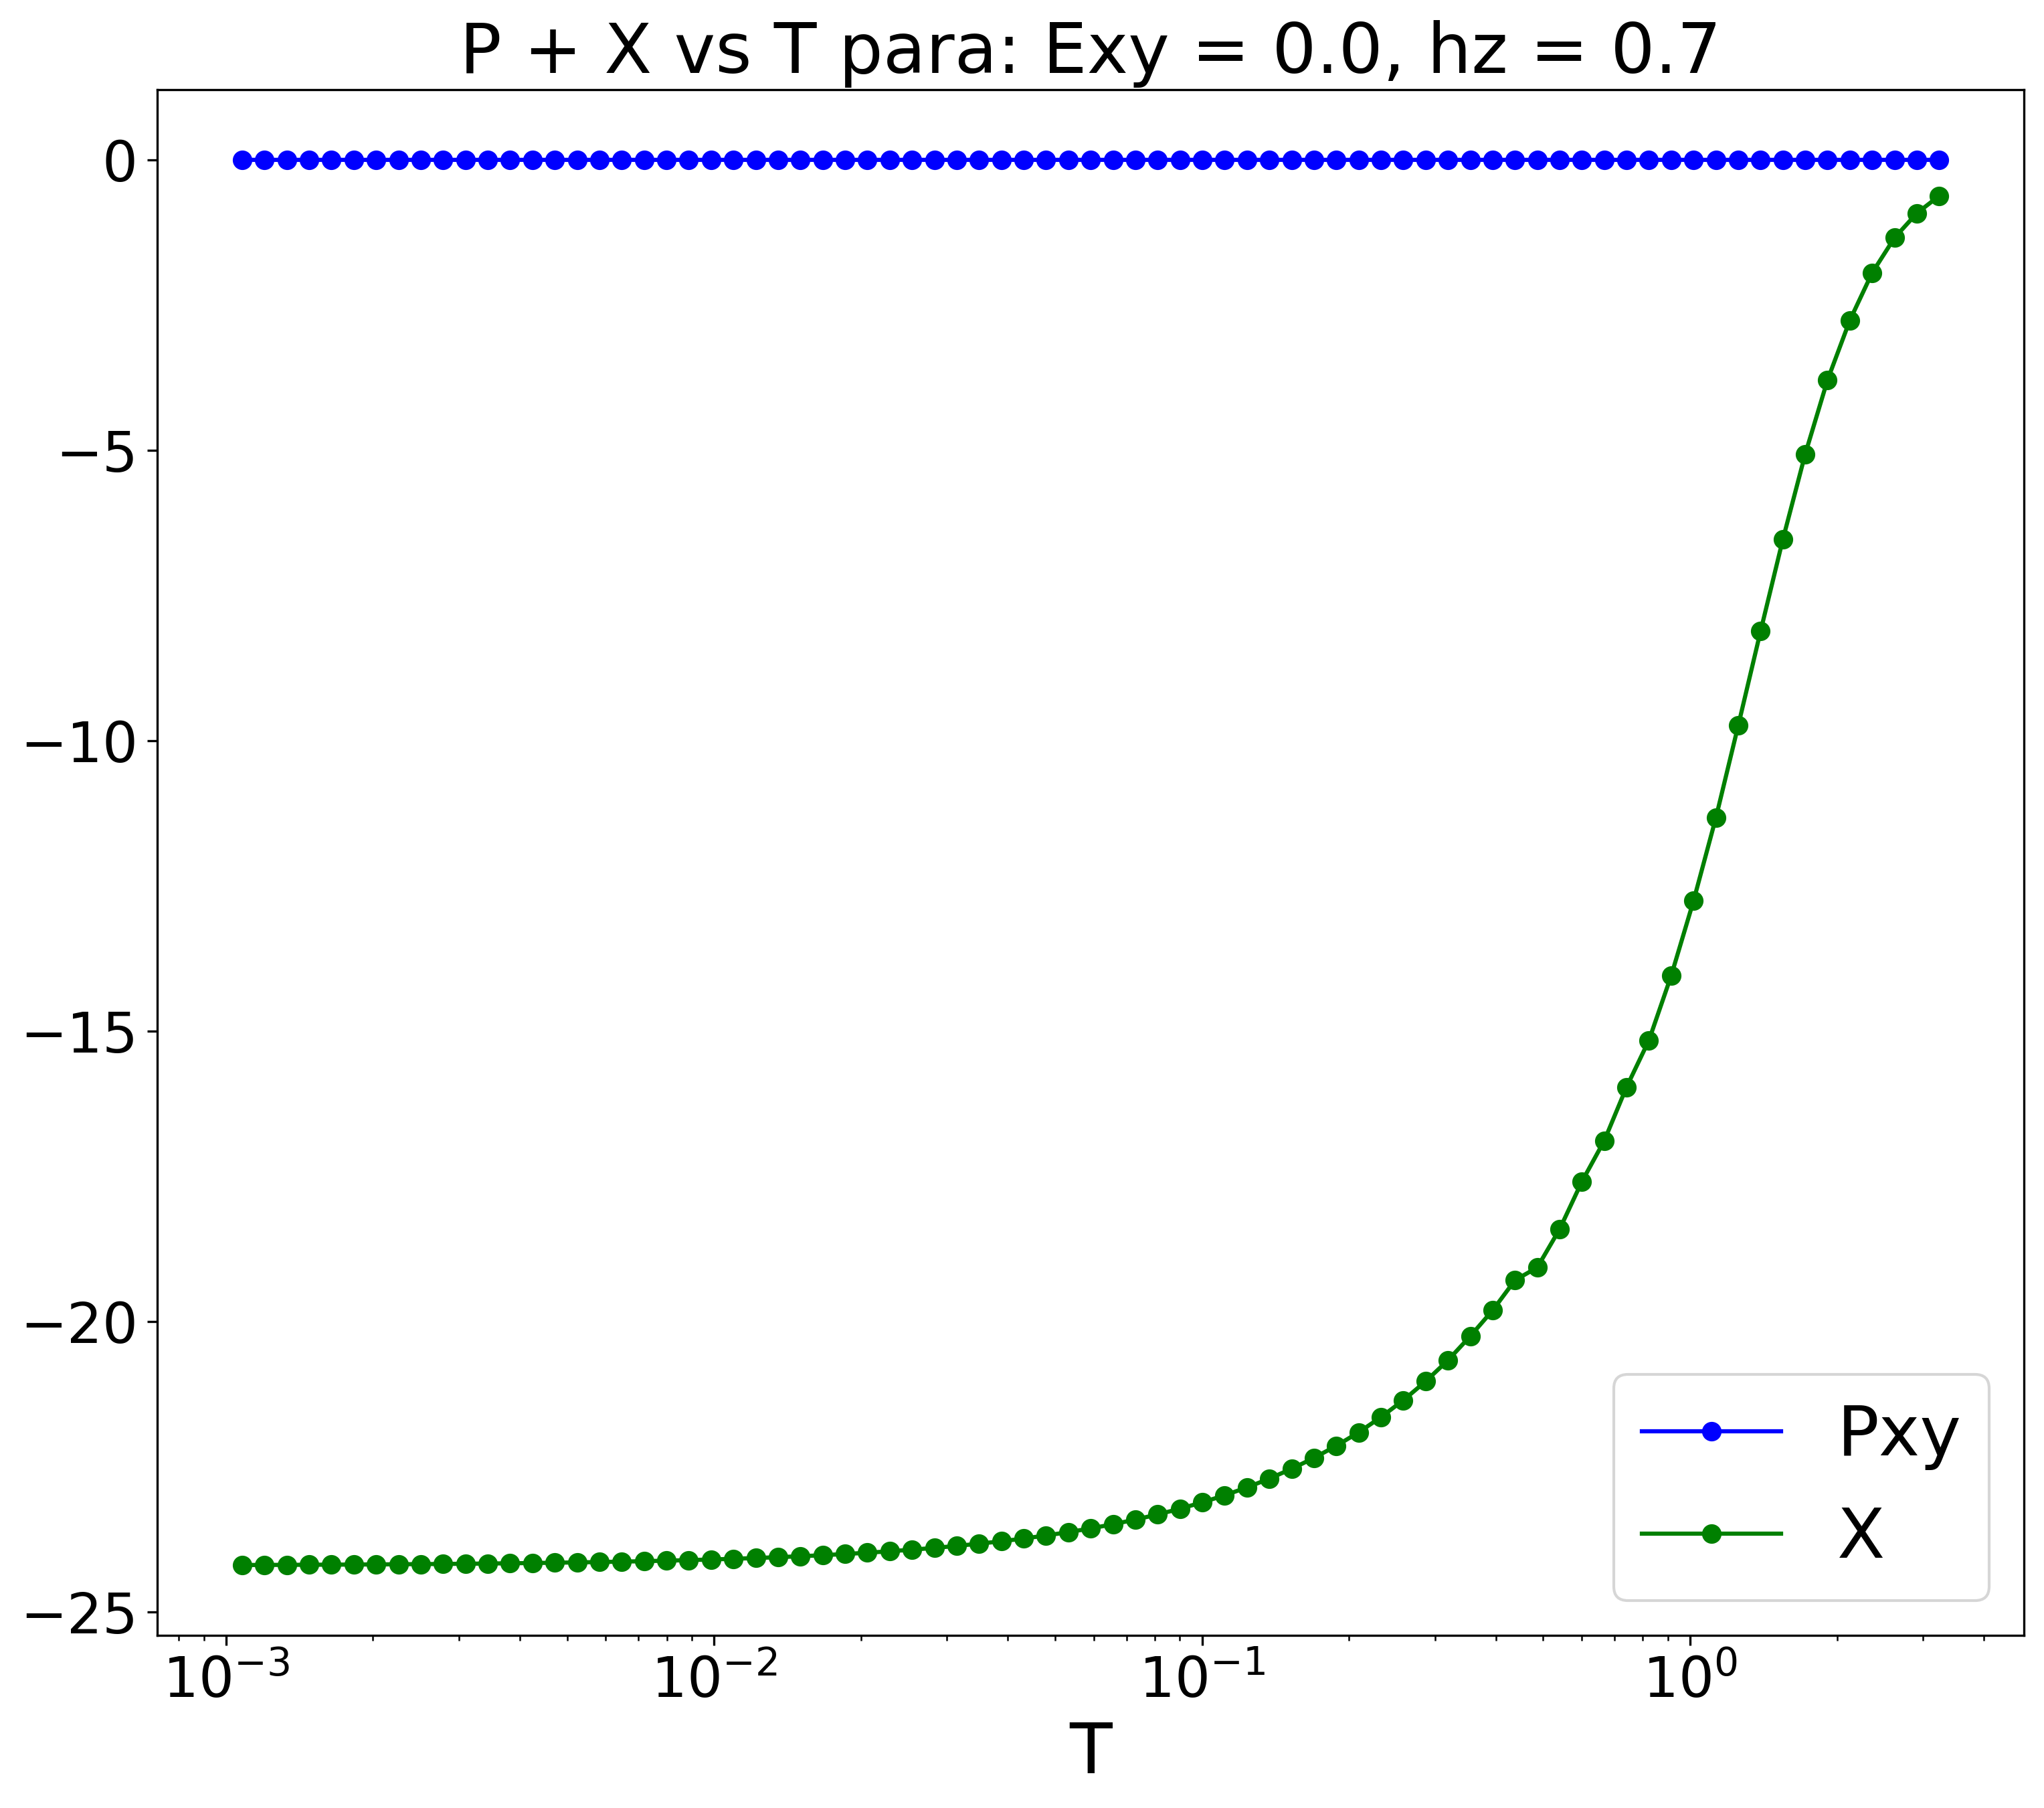 P + X vs T para: Exy = 0.0, hz = 0.7
0
−5
−10
−15
−20
−25
10⁻³ 10⁻² 10⁻¹ 10⁰
T
Pxy
X